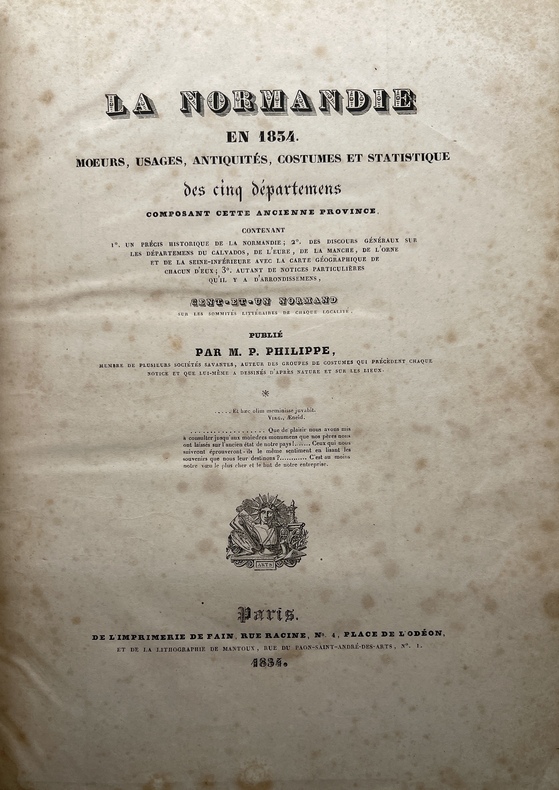 LA NORMANDIE
EN 1834.
MŒURS, USAGES, ANTIQUITÉS, COSTUMES ET STATISTIQUE
des cinq départemens
COMPOSANT CETTE ANCIENNE PROVINCE,
CONTENANT
1°. UN PRÉCIS HISTORIQUE DE LA NORMANDIE; 2°. DES DISCOURS GÉNÉRAUX SUR
LES DÉPARTEMENS DU CALVADOS, DE L'EURE, DE LA MANCHE, DE L'ORNE
ET DE LA SEINE-INFÉRIEURE AVEC LA CARTE GÉOGRAPHIQUE DE
CHACUN D'EUX; 3°. AUTANT DE NOTICES PARTICULIÈRES
QU'IL Y A D'ARRONDISSEMENS,
CENT-ET-UN NORMAND
SUR LES SOMMITÉS LITTÉRAIRES DE CHAQUE LOCALITÉ,
PUBLIÉ
PAR M. P. PHILIPPE,
MEMBRE DE PLUSIEURS SOCIÉTÉS SAVANTES, AUTEUR DES GROUPES DE COSTUMES QUI PRÉCÈDENT CHAQUE
NOTICE ET QUE LUI-MÊME A DESSINÉS D'APRÈS NATURE ET SUR LES LIEUX.
.....Et hæc olim meminisse juvabit.
VIRG., Æneid.
.................... Que de plaisir nous avons mis
à consulter jusqu'aux moindres monumens que nos pères nous
ont laissés sur l'ancien état de notre pays!...... Ceux qui nous
suivront éprouveront-ils le même sentiment en lisant les
souvenirs que nous leur destinons?............ C'est au moins
notre vœu le plus cher et le but de notre entreprise.
ARTS
Paris.
DE L'IMPRIMERIE DE FAIN, RUE RACINE, N°. 4, PLACE DE L'ODÉON,
ET DE LA LITHOGRAPHIE DE MANTOUX, RUE DU PAON-SAINT-ANDRÉ-DES-ARTS, N°. 1.
1834.